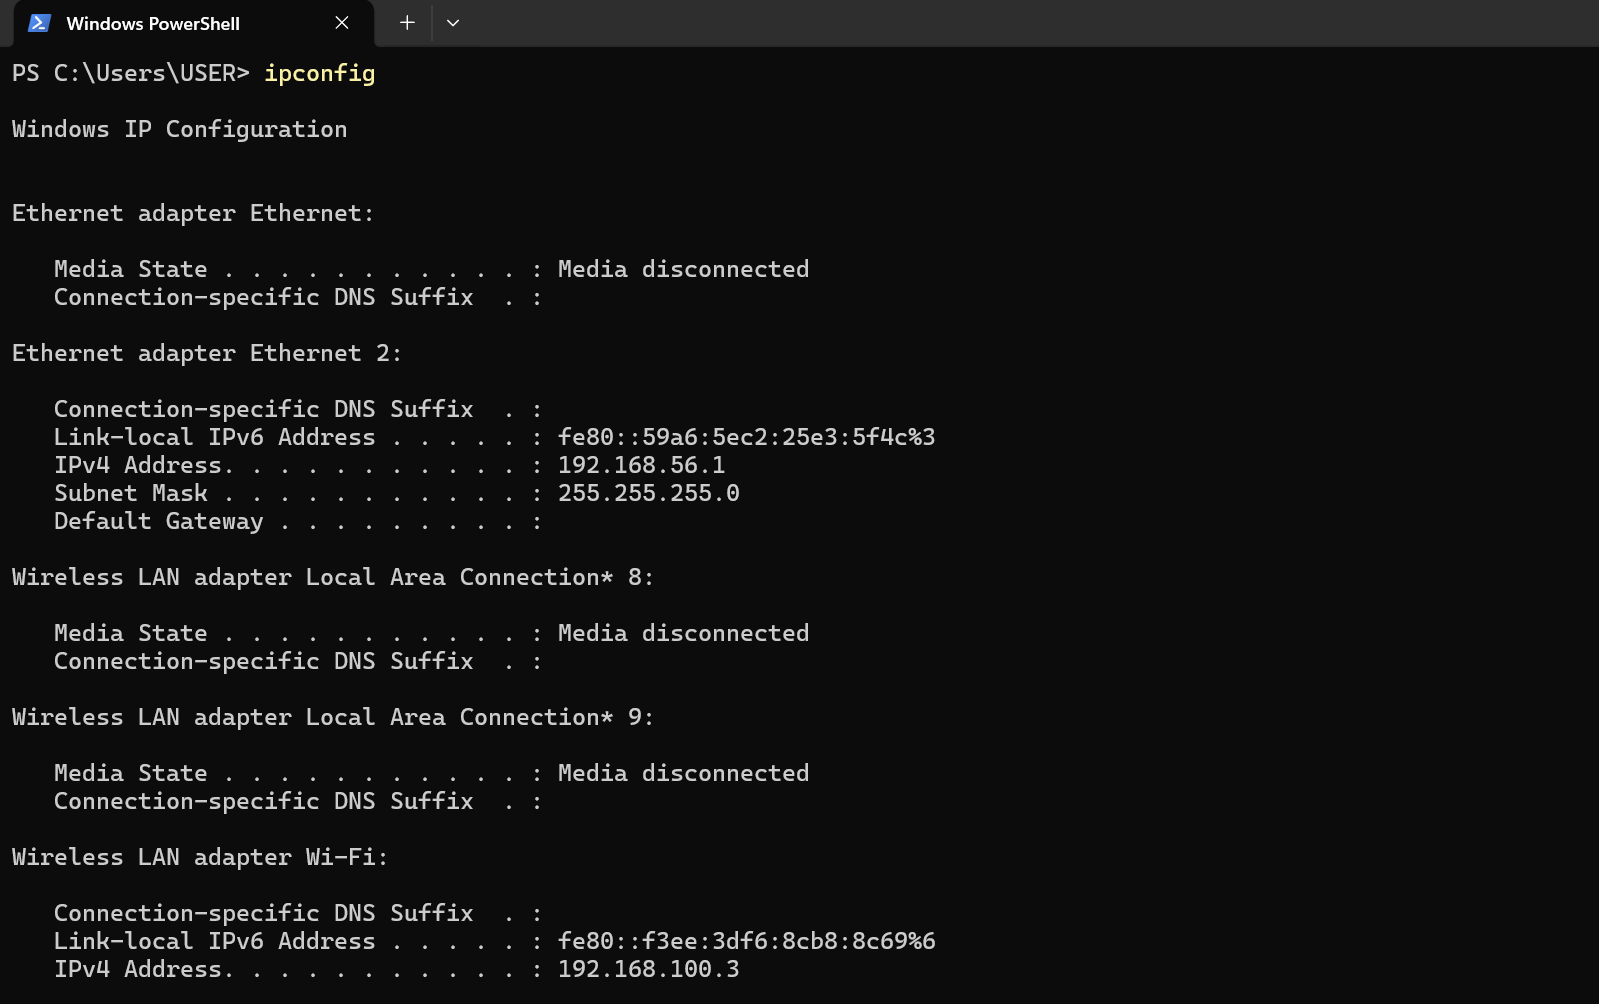 Windows PowerShell
PS C:\Users\USER> ipconfig
Windows IP Configuration
Ethernet adapter Ethernet:
Media State . . . . . . . . . . . : Media disconnected
Connection-specific DNS Suffix  . :
Ethernet adapter Ethernet 2:
Connection-specific DNS Suffix  . :
Link-local IPv6 Address . . . . . : fe80::59a6:5ec2:25e3:5f4c%3
IPv4 Address. . . . . . . . . . . : 192.168.56.1
Subnet Mask . . . . . . . . . . . : 255.255.255.0
Default Gateway . . . . . . . . . :
Wireless LAN adapter Local Area Connection* 8:
Media State . . . . . . . . . . . : Media disconnected
Connection-specific DNS Suffix  . :
Wireless LAN adapter Local Area Connection* 9:
Media State . . . . . . . . . . . : Media disconnected
Connection-specific DNS Suffix  . :
Wireless LAN adapter Wi-Fi:
Connection-specific DNS Suffix  . :
Link-local IPv6 Address . . . . . : fe80::f3ee:3df6:8cb8:8c69%6
IPv4 Address. . . . . . . . . . . : 192.168.100.3